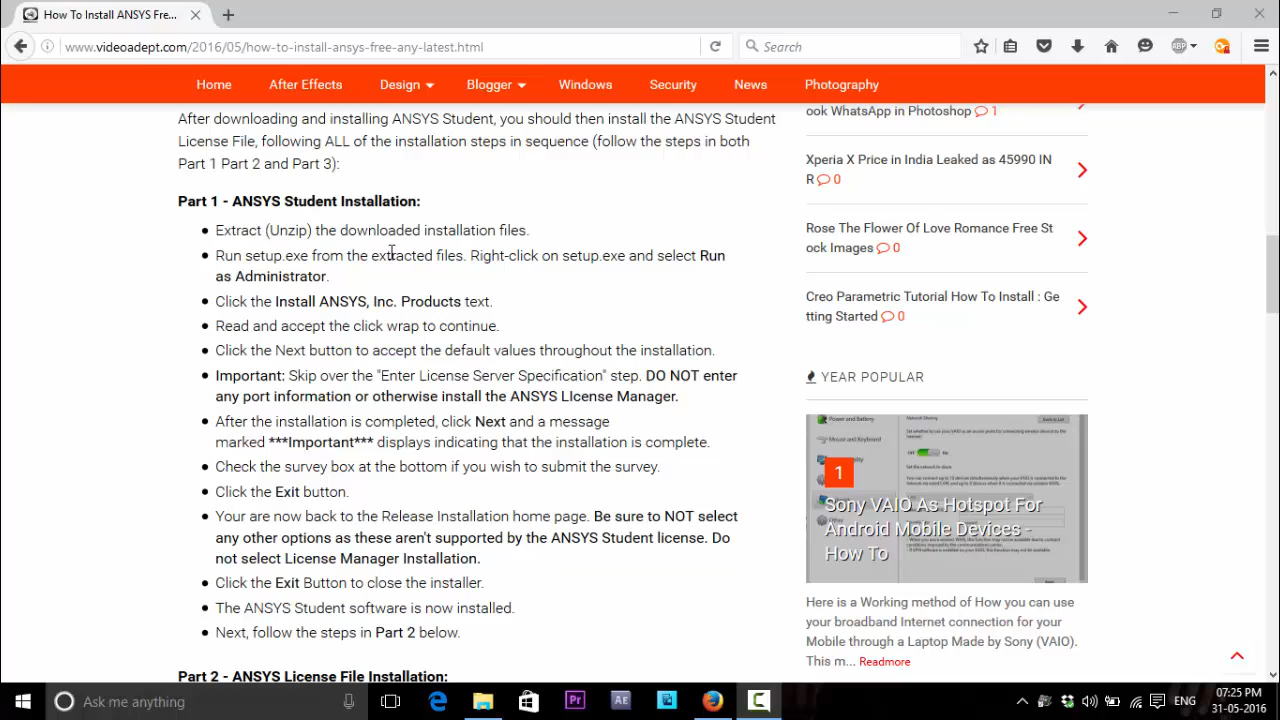 How To Install ANSYS Fre...
www.videoadept.com/2016/05/how-to-install-ansys-free-any-latest.html
Search
ABP
Home After Effects Design Blogger Windows Security News Photography
After downloading and installing ANSYS Student, you should then install the ANSYS Student
License File, following ALL of the installation steps in sequence (follow the steps in both
Part 1 Part 2 and Part 3):
Part 1 - ANSYS Student Installation:
Extract (Unzip) the downloaded installation files.
Run setup.exe from the extracted files. Right-click on setup.exe and select Run
as Administrator.
Click the Install ANSYS, Inc. Products text.
Read and accept the click wrap to continue.
Click the Next button to accept the default values throughout the installation.
Important: Skip over the "Enter License Server Specification" step. DO NOT enter
any port information or otherwise install the ANSYS LIcense Manager.
After the installation is completed, click Next and a message
marked ***Important*** displays indicating that the installation is complete.
Check the survey box at the bottom if you wish to submit the survey.
Click the Exit button.
Your are now back to the Release Installation home page. Be sure to NOT select
any other options as these aren't supported by the ANSYS Student license. Do
not select License Manager Installation.
Click the Exit Button to close the installer.
The ANSYS Student software is now installed.
Next, follow the steps in Part 2 below.
Part 2 - ANSYS License File Installation:
ook WhatsApp in Photoshop 1
Xperia X Price in India Leaked as 45990 IN
R 0
Rose The Flower Of Love Romance Free St
ock Images 0
Creo Parametric Tutorial How To Install : Ge
tting Started 0
YEAR POPULAR
Power and Battery
1
Sony VAIO As Hotspot For
Android Mobile Devices -
How To
Here is a Working method of How you can use
your broadband Internet connection for your
Mobile through a Laptop Made by Sony (VAIO).
This m... Readmore
Ask me anything
Pr
Ae
ENG
07:25 PM
31-05-2016